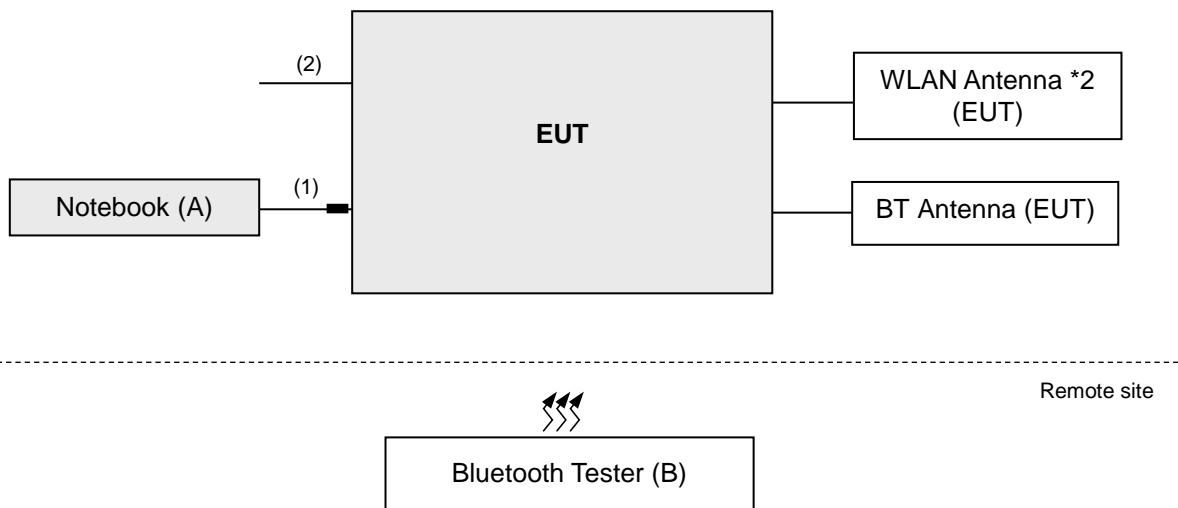 (2)
EUT
WLAN Antenna *2
(EUT)
Notebook (A)
(1)
BT Antenna (EUT)
Remote site
Bluetooth Tester (B)